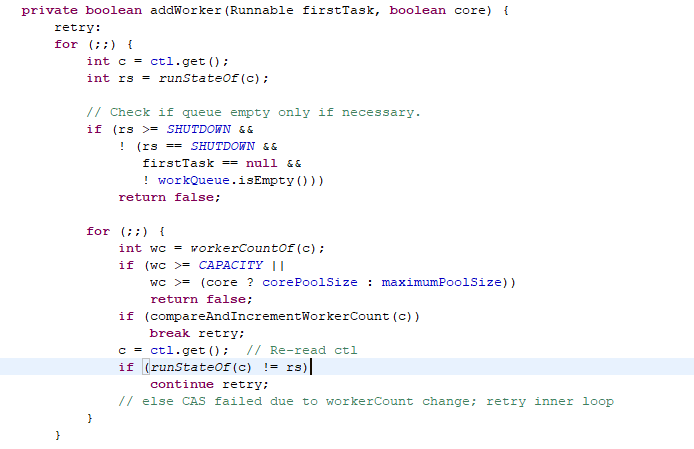 private boolean addWorker(Runnable firstTask, boolean core) {
retry:
for (;;) {
int c = ctl.get();
int rs = runStateOf(c);
// Check if queue empty only if necessary.
if (rs >= SHUTDOWN &&
! (rs == SHUTDOWN &&
firstTask == null &&
! workQueue.isEmpty()))
return false;
for (;;) {
int wc = workerCountOf(c);
if (wc >= CAPACITY ||
wc >= (core ? corePoolSize : maximumPoolSize))
return false;
if (compareAndIncrementWorkerCount(c))
break retry;
c = ctl.get();  // Re-read ctl
if (runStateOf(c) != rs)
continue retry;
// else CAS failed due to workerCount change; retry inner loop
}
}